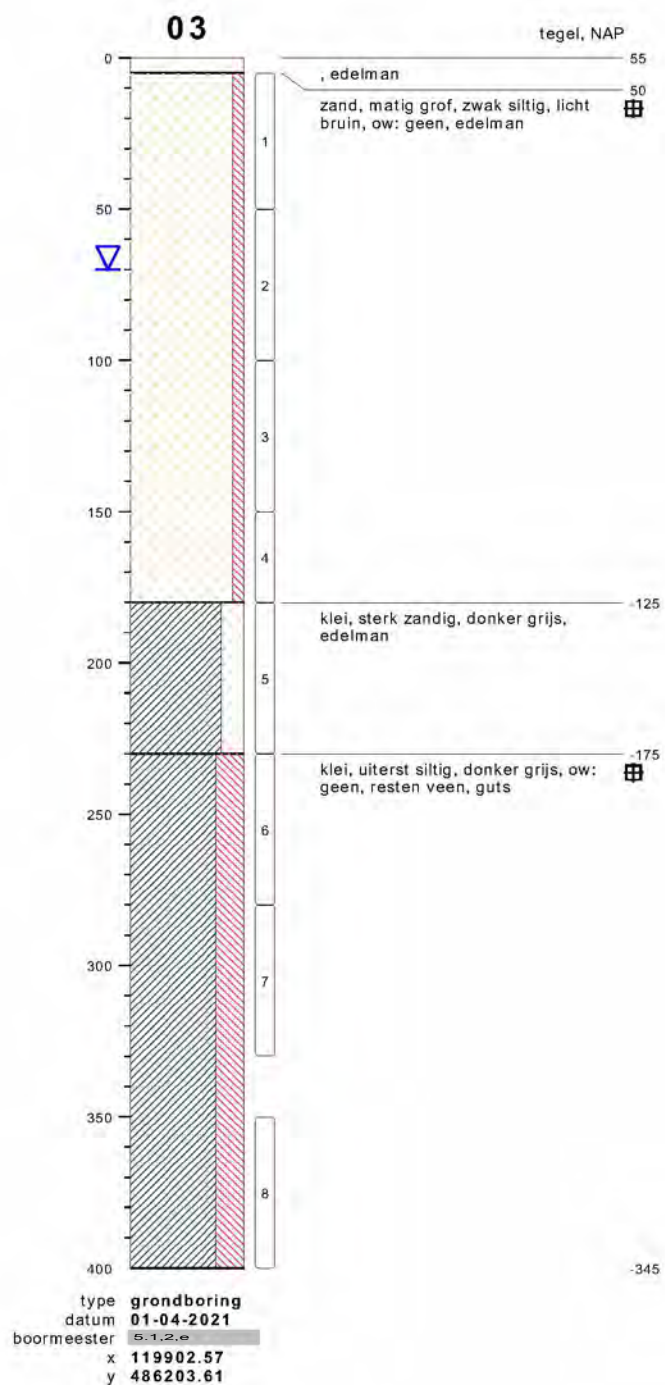 03
tegel, NAP
0
55
, edelman
50
zand, matig grof, zwak siltig, licht
bruin, ow: geen, edelman
1
50
2
100
3
150
4
-125
klei, sterk zandig, donker grijs,
edelman
200
5
-175
klei, uiterst siltig, donker grijs, ow:
geen, resten veen, guts
250
6
300
7
350
8
400
-345
type grondboring
datum 01-04-2021
boormeester 5.1.2.e
x 119902.57
y 486203.61